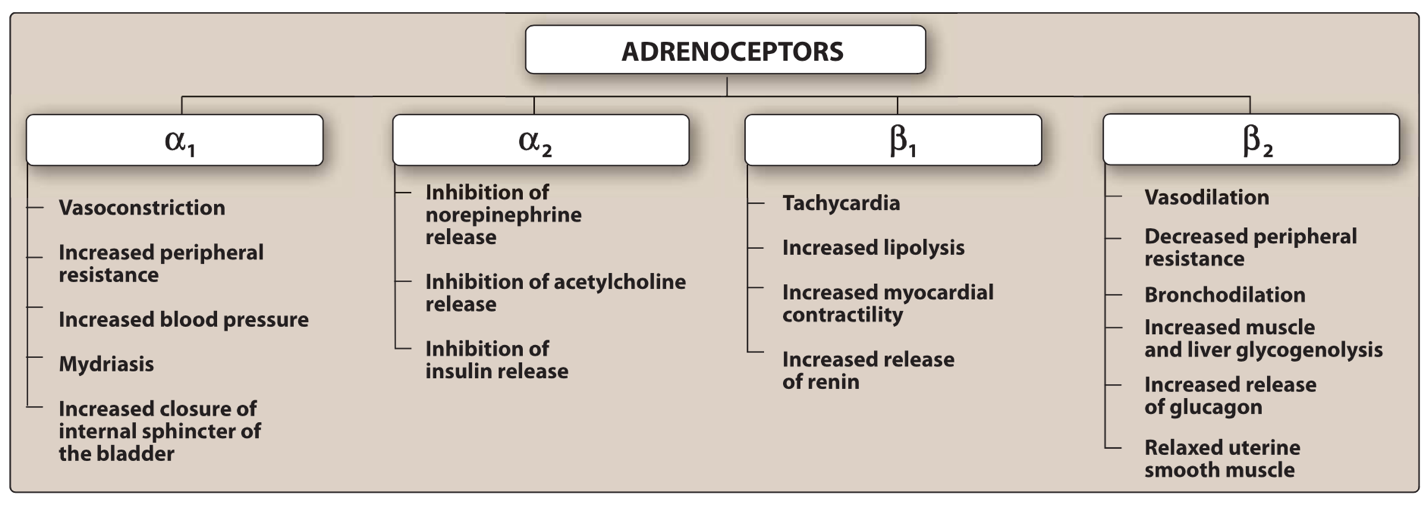 ADRENOCEPTORS
α1
Vasoconstriction
Increased peripheral
resistance
Increased blood pressure
Mydriasis
Increased closure of
internal sphincter of
the bladder
α2
Inhibition of
norepinephrine
release
Inhibition of acetylcholine
release
Inhibition of
insulin release
β1
Tachycardia
Increased lipolysis
Increased myocardial
contractility
Increased release
of renin
β2
Vasodilation
Decreased peripheral
resistance
Bronchodilation
Increased muscle
and liver glycogenolysis
Increased release
of glucagon
Relaxed uterine
smooth muscle